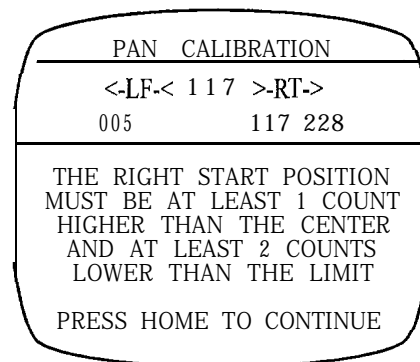 PAN CALIBRATION
<-LF-< 117 >-RT->
005 117 228
THE RIGHT START POSITION
MUST BE AT LEAST 1 COUNT
HIGHER THAN THE CENTER
AND AT LEAST 2 COUNTS
LOWER THAN THE LIMIT
PRESS HOME TO CONTINUE